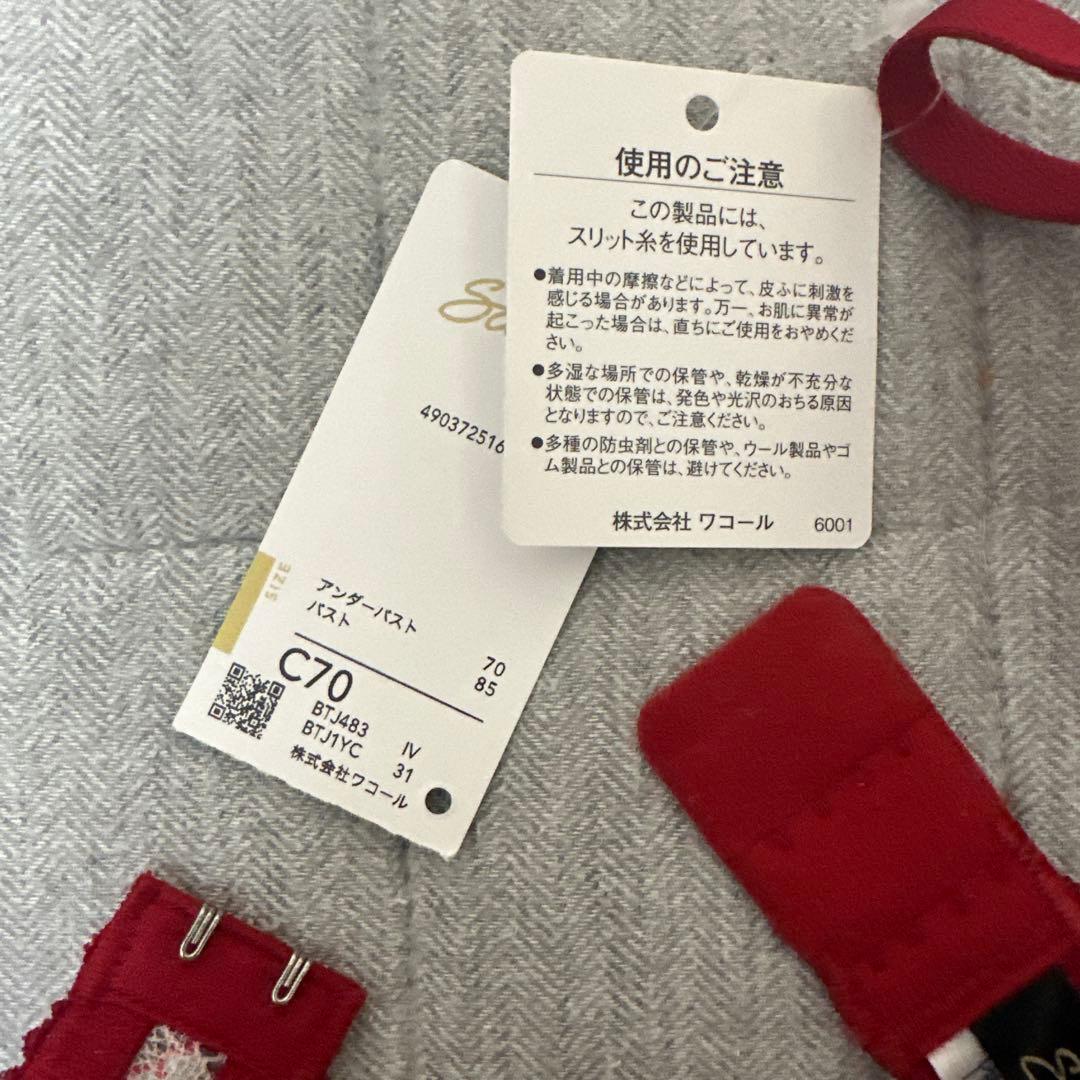 使用のご注意
この製品には、
スリット糸を使用しています。
●着用中の摩擦などによって、皮ふに刺激を
感じる場合があります。万一、お肌に異常が
起こった場合は、直ちにご使用をおやめくだ
さい。
●多湿な場所での保管や、乾燥が不充分な
状態での保管は、発色や光沢のおちる原因
となりますので、ご注意ください。
●多種の防虫剤との保管や、ウール製品やゴ
ム製品との保管は、避けてください。
株式会社 ワコール 6001
490372516
SIZE
アンダーバスト 70
バスト 85
C70
BTJ483 IV
BTJ1YC 31
株式会社ワコール